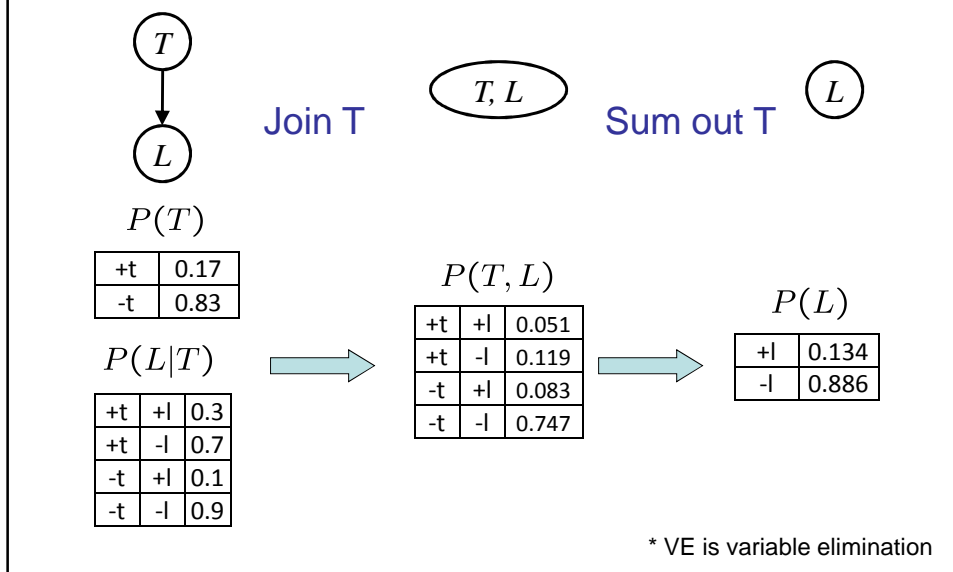 T
L
Join T
T, L
Sum out T
L
P(T)
+t 0.17
-t 0.83
P(L|T)
+t +l 0.3
+t -l 0.7
-t +l 0.1
-t -l 0.9
P(T, L)
+t +l 0.051
+t -l 0.119
-t +l 0.083
-t -l 0.747
P(L)
+l 0.134
-l 0.886
* VE is variable elimination